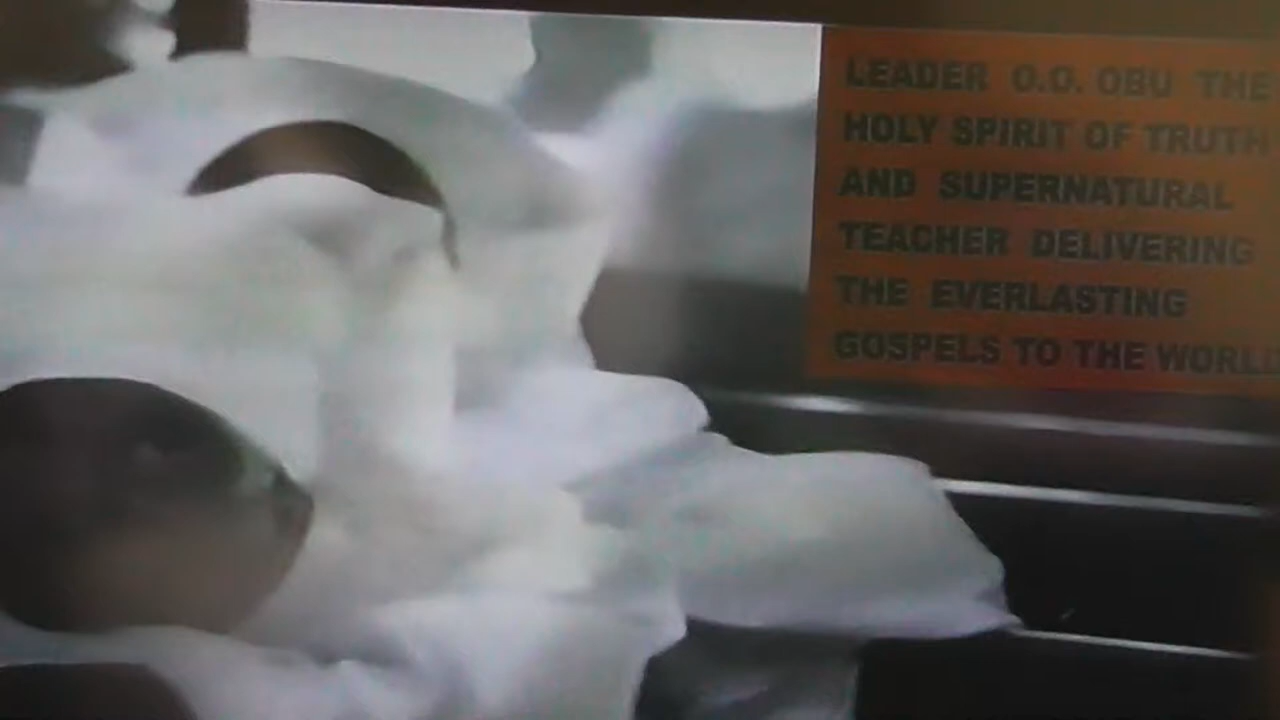 LEADER O.O. OBU THE
HOLY SPIRIT OF TRUTH
AND SUPERNATURAL
TEACHER DELIVERING
THE EVERLASTING
GOSPELS TO THE WORLD